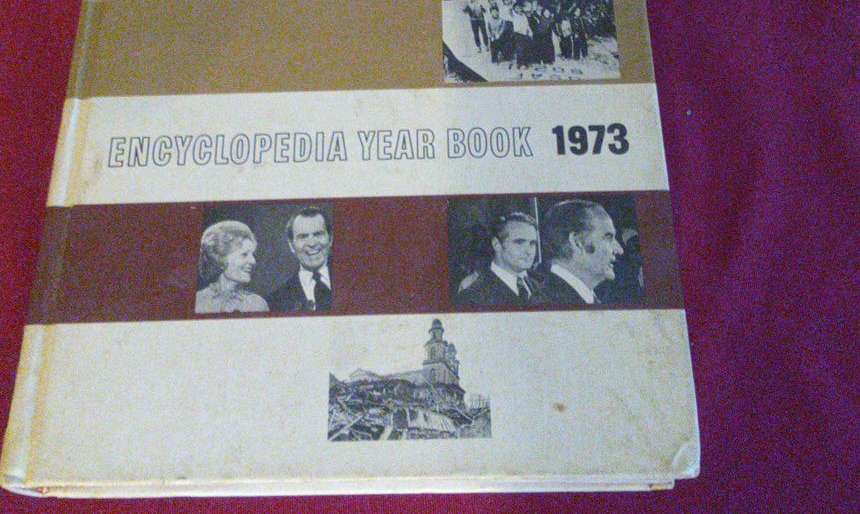 ENCYCLOPEDIA YEAR BOOK 1973